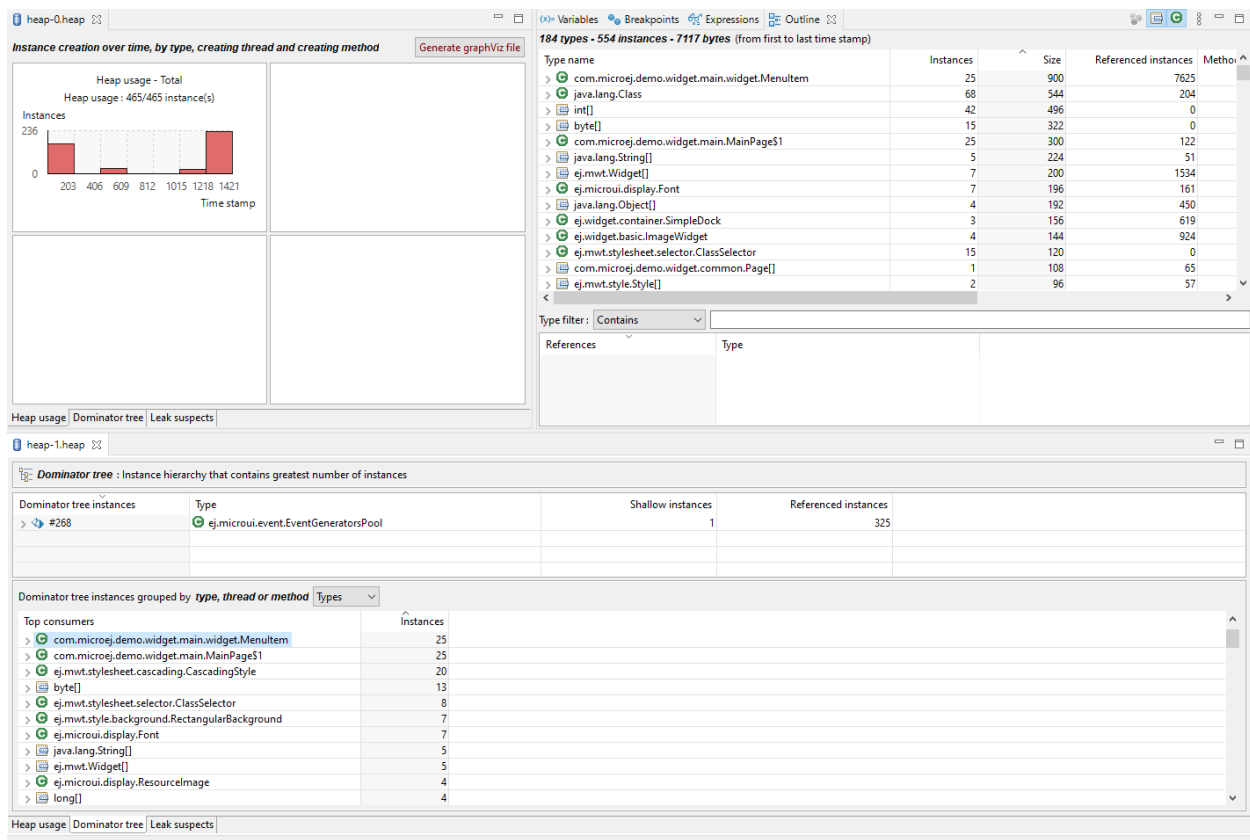 heap-0.heap
Instance creation over time, by type, creating thread and creating method
Generate graphViz file
Heap usage - Total
Heap usage : 465/465 instance(s)
Instances
236
0
203 406 609 812 1015 1218 1421
Time stamp
Heap usage Dominator tree Leak suspects
(x)= Variables Breakpoints Expressions Outline
184 types - 554 instances - 7117 bytes (from first to last time stamp)
Type name Instances Size Referenced instances Metho
com.microej.demo.widget.main.widget.MenuItem 25 900 7625
java.lang.Class 68 544 204
int[] 42 496 0
byte[] 15 322 0
com.microej.demo.widget.main.MainPage$1 25 300 122
java.lang.String[] 5 224 51
ej.mwt.Widget[] 7 200 1534
ej.microui.display.Font 7 196 161
java.lang.Object[] 4 192 450
ej.widget.container.SimpleDock 3 156 619
ej.widget.basic.ImageWidget 4 144 924
ej.mwt.stylesheet.selector.ClassSelector 15 120 0
com.microej.demo.widget.common.Page[] 1 108 65
ej.mwt.style.Style[] 2 96 57
Type filter : Contains
References Type
heap-1.heap
Dominator tree : Instance hierarchy that contains greatest number of instances
Dominator tree instances Type Shallow instances Referenced instances
#268 ej.microui.event.EventGeneratorsPool 1 325
Dominator tree instances grouped by type, thread or method Types
Top consumers Instances
com.microej.demo.widget.main.widget.MenuItem 25
com.microej.demo.widget.main.MainPage$1 25
ej.mwt.stylesheet.cascading.CascadingStyle 20
byte[] 13
ej.mwt.stylesheet.selector.ClassSelector 8
ej.mwt.style.background.RectangularBackground 7
ej.microui.display.Font 7
java.lang.String[] 5
ej.mwt.Widget[] 5
ej.microui.display.ResourceImage 4
long[] 4
Heap usage Dominator tree Leak suspects